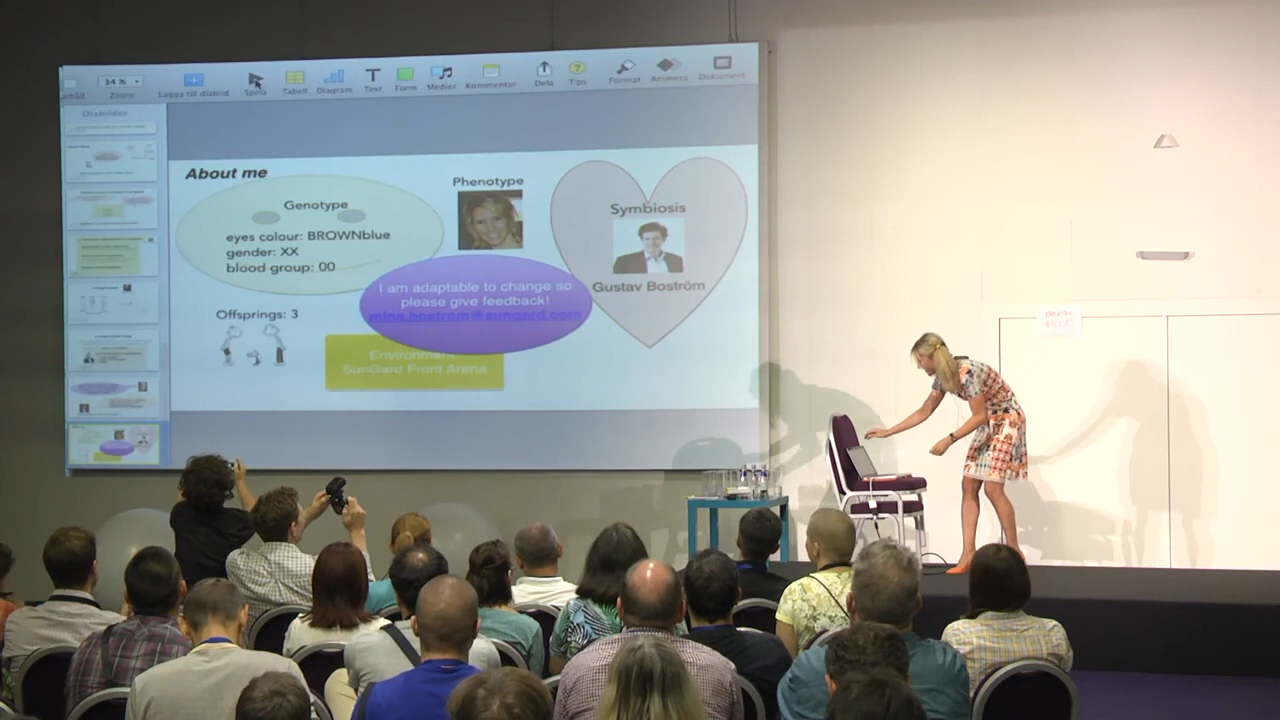 34 %
Zooma
Lägga till diabild
Spela
Tabell
Diagram
Text
Form
Medier
Kommentar
Dela
Tips
Format
Animera
Dokument
Diabilder
About me
Genotype
eyes colour: BROWNblue
gender: XX
blood group: 00
Phenotype
Symbiosis
Gustav Boström
I am adaptable to change so
please give feedback!
mina.bostrom@sungard.com
Offsprings: 3
Environment
SunGard Front Arena